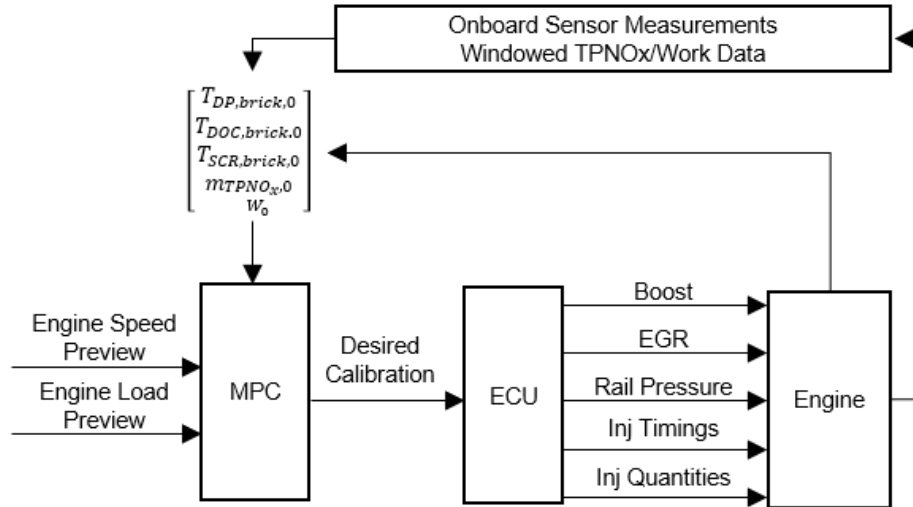 Onboard Sensor Measurements
Windowed TPNOx/Work Data
T_{DP,brick,0}
T_{DOC,brick.0}
T_{SCR,brick,0}
m_{TPNO_x,0}
W_0
Engine Speed
Preview
Engine Load
Preview
MPC
Desired
Calibration
ECU
Boost
EGR
Rail Pressure
Inj Timings
Inj Quantities
Engine